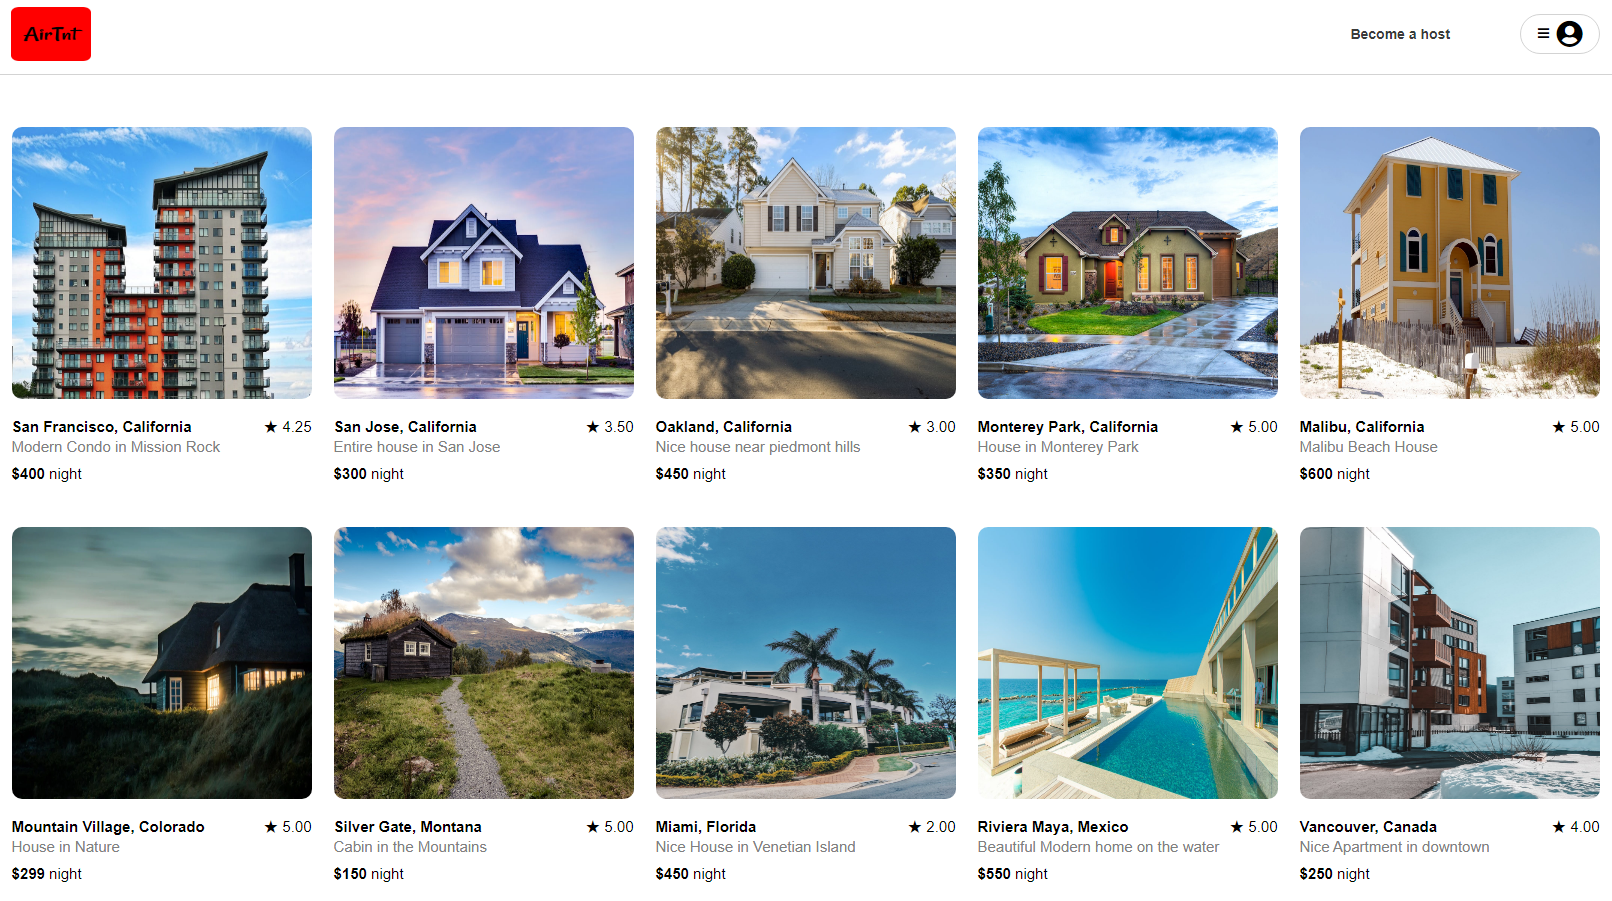 AirTnt
Become a host
San Francisco, California ★ 4.25
Modern Condo in Mission Rock
$400 night
San Jose, California ★ 3.50
Entire house in San Jose
$300 night
Oakland, California ★ 3.00
Nice house near piedmont hills
$450 night
Monterey Park, California ★ 5.00
House in Monterey Park
$350 night
Malibu, California ★ 5.00
Malibu Beach House
$600 night
Mountain Village, Colorado ★ 5.00
House in Nature
$299 night
Silver Gate, Montana ★ 5.00
Cabin in the Mountains
$150 night
Miami, Florida ★ 2.00
Nice House in Venetian Island
$450 night
Riviera Maya, Mexico ★ 5.00
Beautiful Modern home on the water
$550 night
Vancouver, Canada ★ 4.00
Nice Apartment in downtown
$250 night